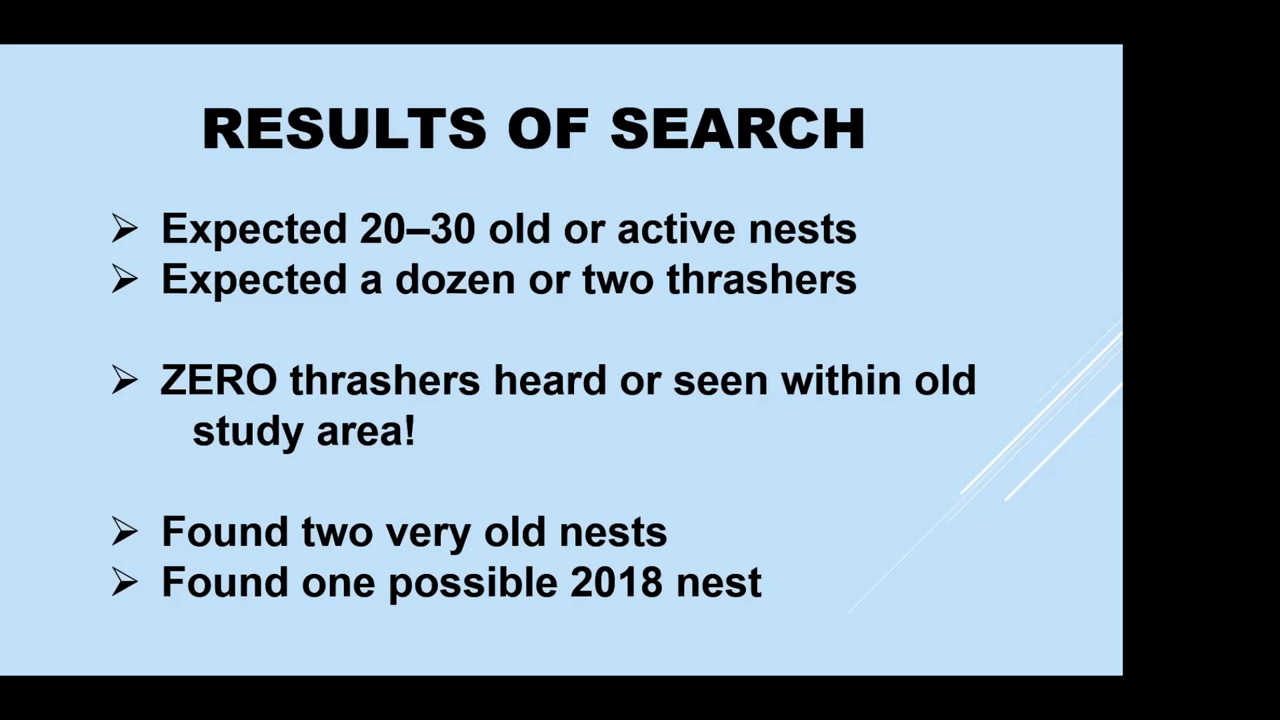 RESULTS OF SEARCH
➢ Expected 20–30 old or active nests
➢ Expected a dozen or two thrashers
➢ ZERO thrashers heard or seen within old
study area!
➢ Found two very old nests
➢ Found one possible 2018 nest